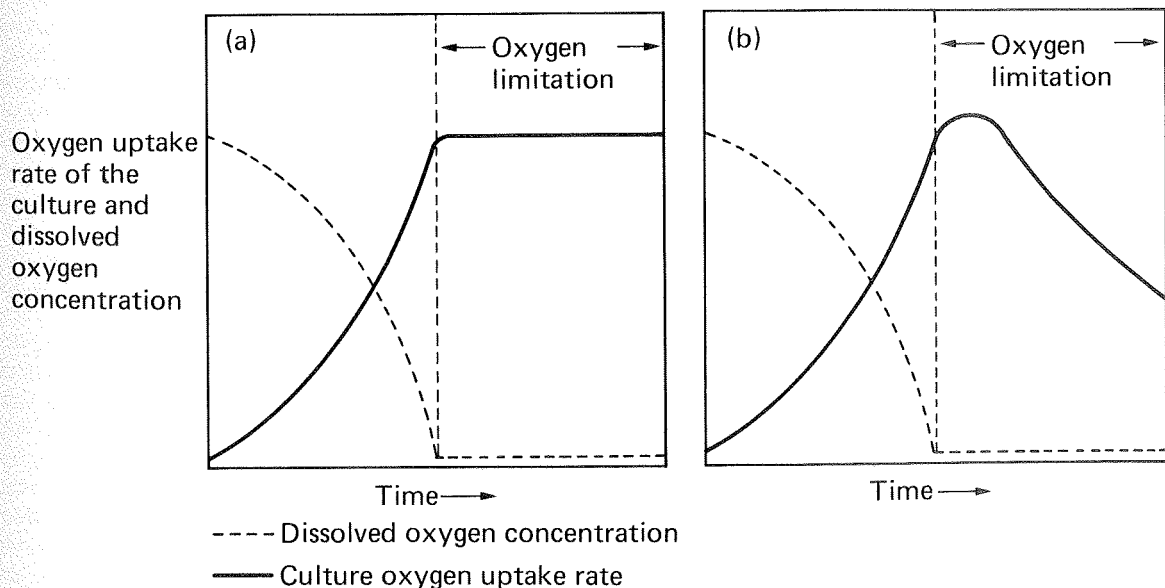 (a)
Oxygen
limitation
(b)
Oxygen
limitation
Oxygen uptake
rate of the
culture and
dissolved
oxygen
concentration
Time
Time
Dissolved oxygen concentration
Culture oxygen uptake rate